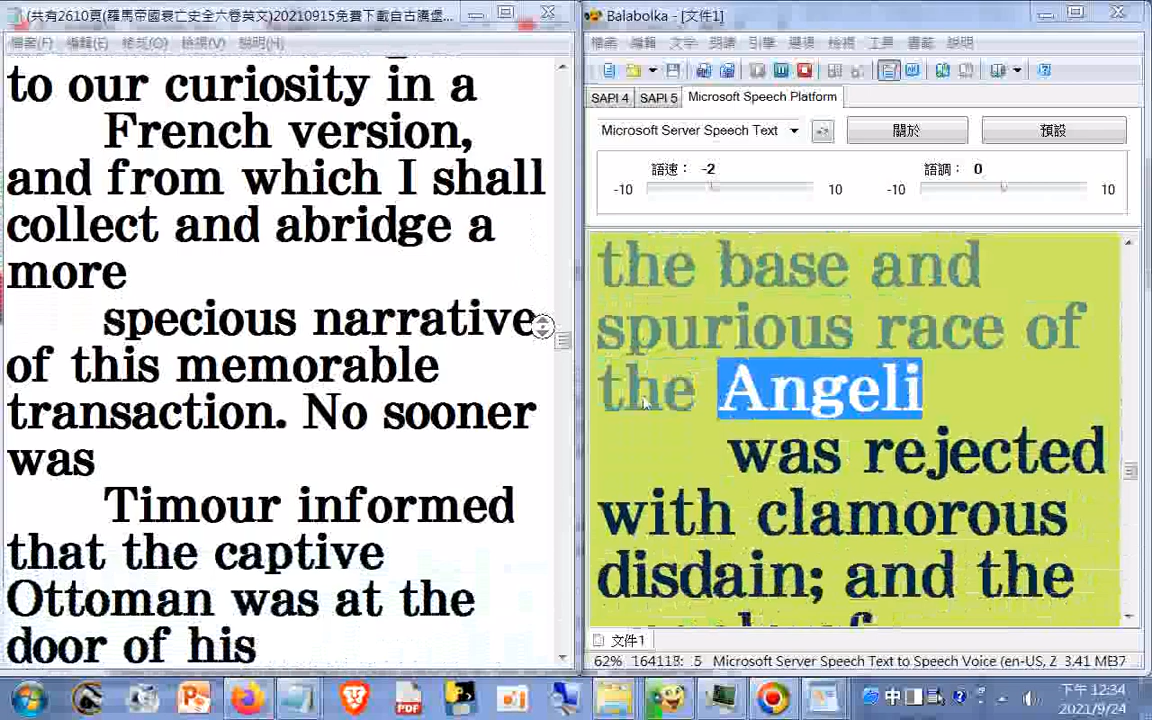 (共有2610頁(羅馬帝國衰亡史全六卷英文)20210915免費下載自古騰堡...
檔案(F) 編輯(E) 格式(O) 檢視(V) 說明(H)
to our curiosity in a
French version,
and from which I shall
collect and abridge a
more
specious narrative
of this memorable
transaction. No sooner
was
Timour informed
that the captive
Ottoman was at the
door of his
Balabolka - [文件1]
檔案 編輯 文字 朗讀 引擎 選項 檢視 工具 書籤 說明
SAPI 4 SAPI 5 Microsoft Speech Platform
Microsoft Server Speech Text 關於 預設
語速： -2 語調： 0
-10 10 -10 10
the base and
spurious race of
the Angeli
was rejected
with clamorous
disdain; and the
文件1
62% 164118: 5 Microsoft Server Speech Text to Speech Voice (en-US, Z 3.41 MB
PDF
中
下午 12:34
2021/9/24